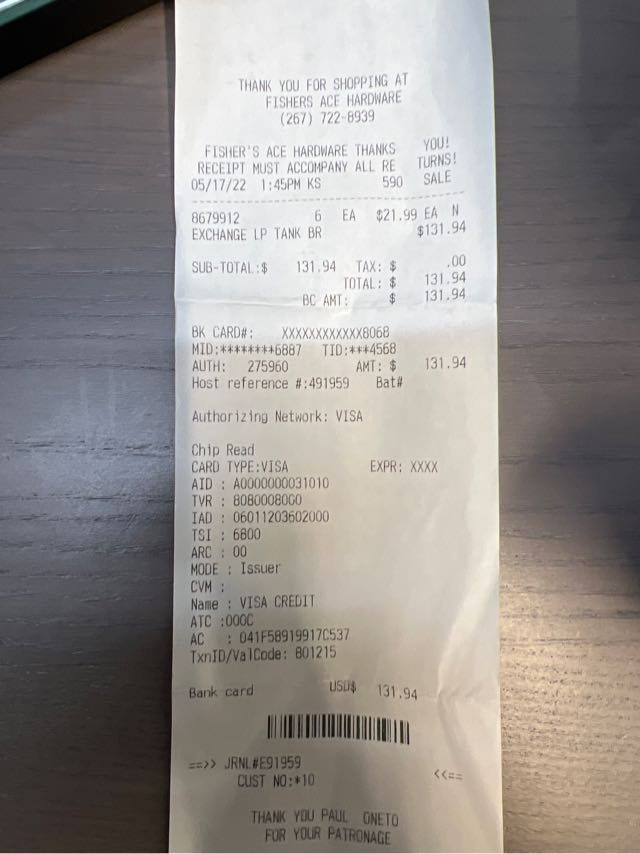 THANK YOU FOR SHOPPING AT
FISHERS ACE HARDWARE
(267) 722-8939
FISHER'S ACE HARDWARE THANKS YOU!
RECEIPT MUST ACCOMPANY ALL RETURNS!
05/17/22 1:45PM KS 590 SALE
8679912 6 EA $21.99 EA N
EXCHANGE LP TANK BR $131.94
SUB-TOTAL:$ 131.94 TAX: $ .00
TOTAL: $ 131.94
BC AMT: $ 131.94
BK CARD#: XXXXXXXXXXXX8068
MID:********6887 TID:***4568
AUTH: 275960 AMT: $ 131.94
Host reference #:491959 Bat#
Authorizing Network: VISA
Chip Read
CARD TYPE:VISA EXPR: XXXX
AID : A0000000031010
TVR : 8080008000
IAD : 06011203602000
TSI : 6800
ARC : 00
MODE : Issuer
CVM :
Name : VISA CREDIT
ATC :000C
AC : 041F58919917C537
TxnID/ValCode: 801215
Bank card USD$ 131.94
==>> JRNL#E91959 <<==
CUST NO:*10
THANK YOU PAUL ONETO
FOR YOUR PATRONAGE